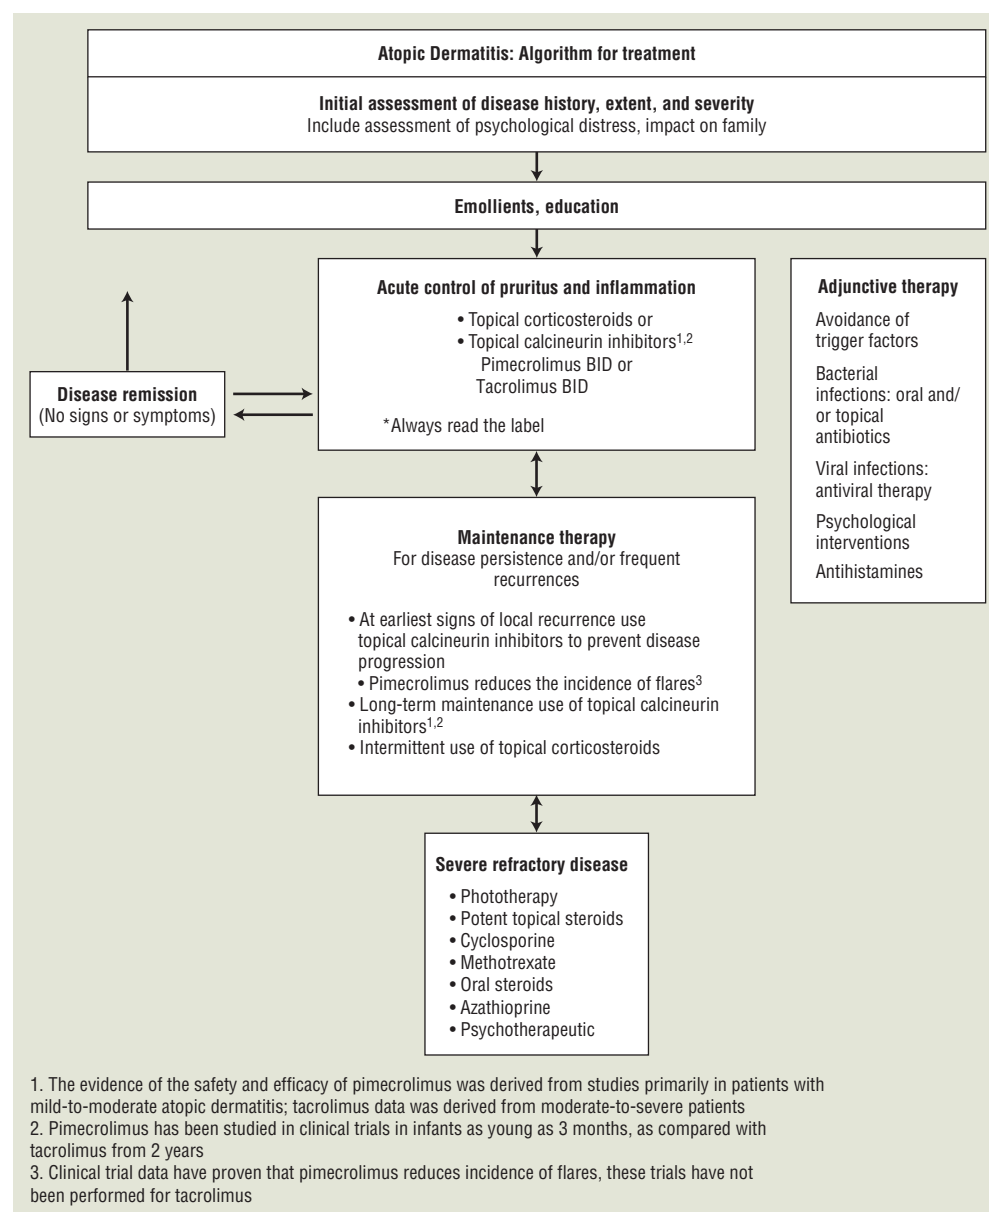 Atopic Dermatitis: Algorithm for treatment
Initial assessment of disease history, extent, and severity
Include assessment of psychological distress, impact on family
Emollients, education
Acute control of pruritus and inflammation
• Topical corticosteroids or
• Topical calcineurin inhibitors1,2
Pimecrolimus BID or
Tacrolimus BID
*Always read the label
Adjunctive therapy
Avoidance of
trigger factors
Bacterial
infections: oral and/
or topical
antibiotics
Viral infections:
antiviral therapy
Psychological
interventions
Antihistamines
Disease remission
(No signs or symptoms)
Maintenance therapy
For disease persistence and/or frequent
recurrences
• At earliest signs of local recurrence use
topical calcineurin inhibitors to prevent disease
progression
• Pimecrolimus reduces the incidence of flares3
• Long-term maintenance use of topical calcineurin
inhibitors1,2
• Intermittent use of topical corticosteroids
Severe refractory disease
• Phototherapy
• Potent topical steroids
• Cyclosporine
• Methotrexate
• Oral steroids
• Azathioprine
• Psychotherapeutic
1. The evidence of the safety and efficacy of pimecrolimus was derived from studies primarily in patients with
mild-to-moderate atopic dermatitis; tacrolimus data was derived from moderate-to-severe patients
2. Pimecrolimus has been studied in clinical trials in infants as young as 3 months, as compared with
tacrolimus from 2 years
3. Clinical trial data have proven that pimecrolimus reduces incidence of flares, these trials have not
been performed for tacrolimus